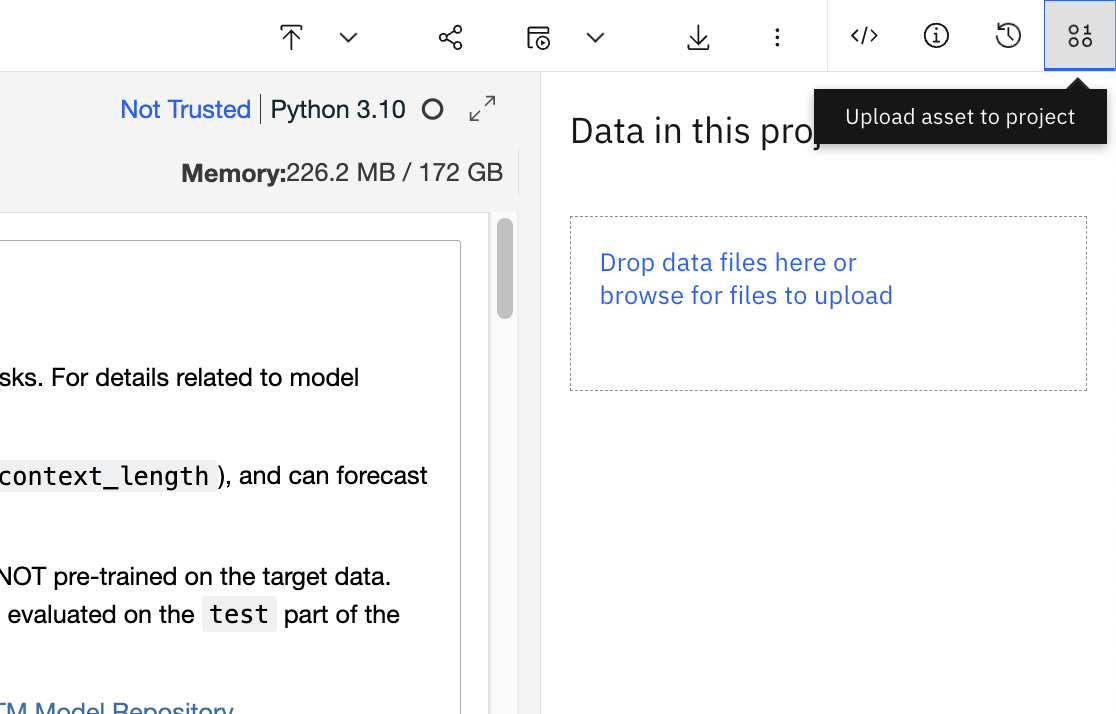 Upload asset to project
Not Trusted
Python 3.10
Memory:226.2 MB / 172 GB
Data in this
Drop data files here or
browse for files to upload
sks. For details related to model
context_length), and can forecast
NOT pre-trained on the target data.
evaluated on the test part of the
TM Model Repository